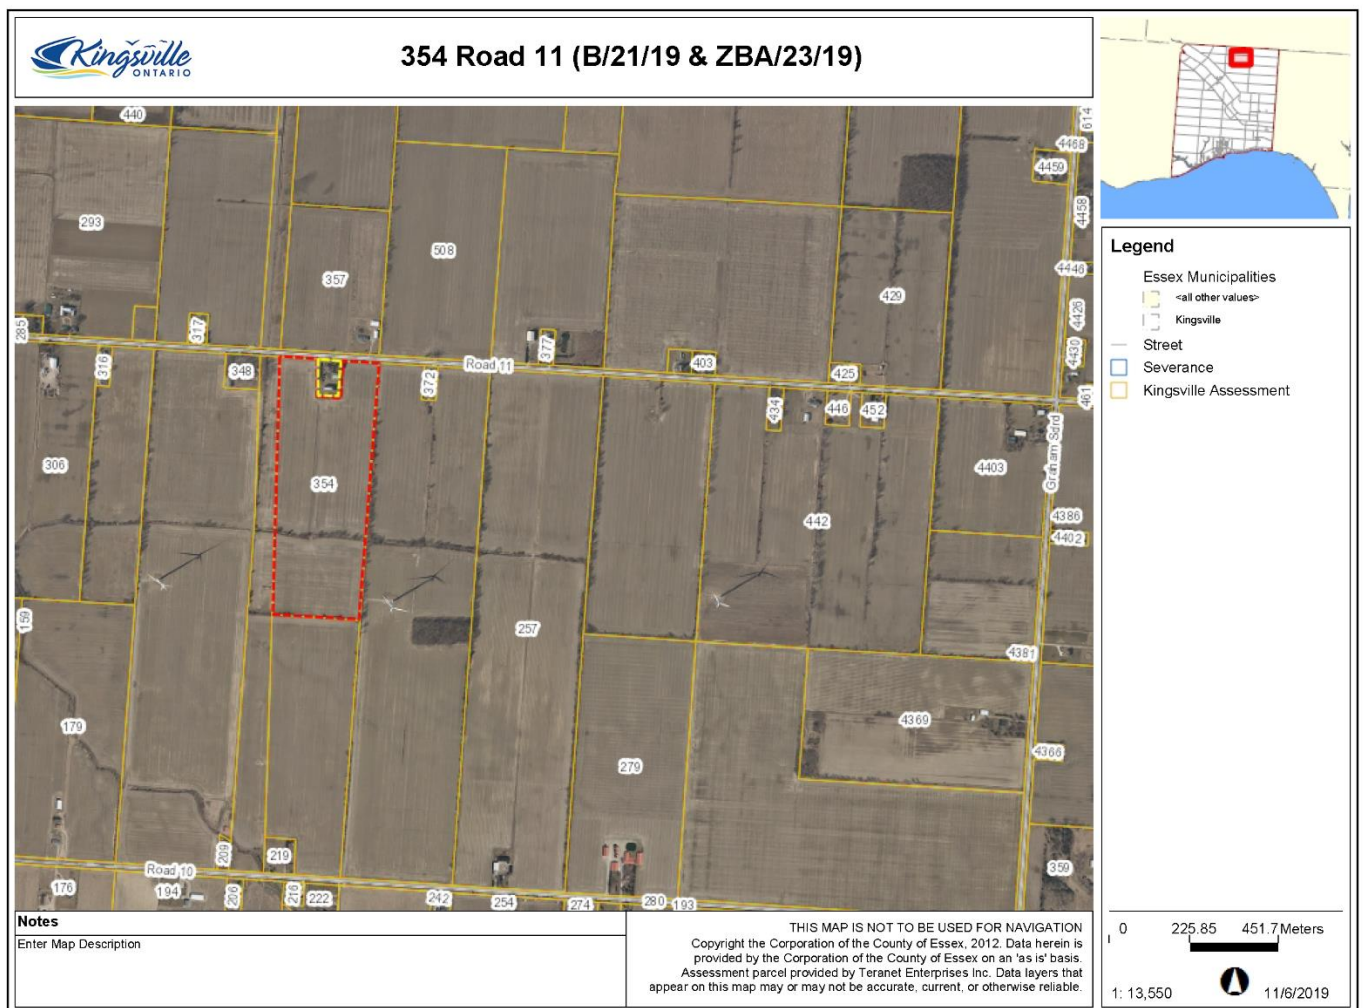 Kingsville
ONTARIO
354 Road 11 (B/21/19 & ZBA/23/19)
440
614
4468
4459
4458
293
508
357
4446
429
4426
285
317
377
4430
316
348
Road 11
403
372
425
461
434
446
452
306
354
4403
Graham Sdrd
442
4386
4402
159
257
4381
179
4369
279
4366
209
219
359
Road 10
176
194
206
216
222
242
254
274
280
193
Legend
Essex Municipalities
<all other values>
Kingsville
Street
Severance
Kingsville Assessment
Notes
Enter Map Description
THIS MAP IS NOT TO BE USED FOR NAVIGATION
Copyright the Corporation of the County of Essex, 2012. Data herein is
provided by the Corporation of the County of Essex on an 'as is' basis.
Assessment parcel provided by Teranet Enterprises Inc. Data layers that
appear on this map may or may not be accurate, current, or otherwise reliable.
0 225.85 451.7 Meters
1: 13,550
11/6/2019